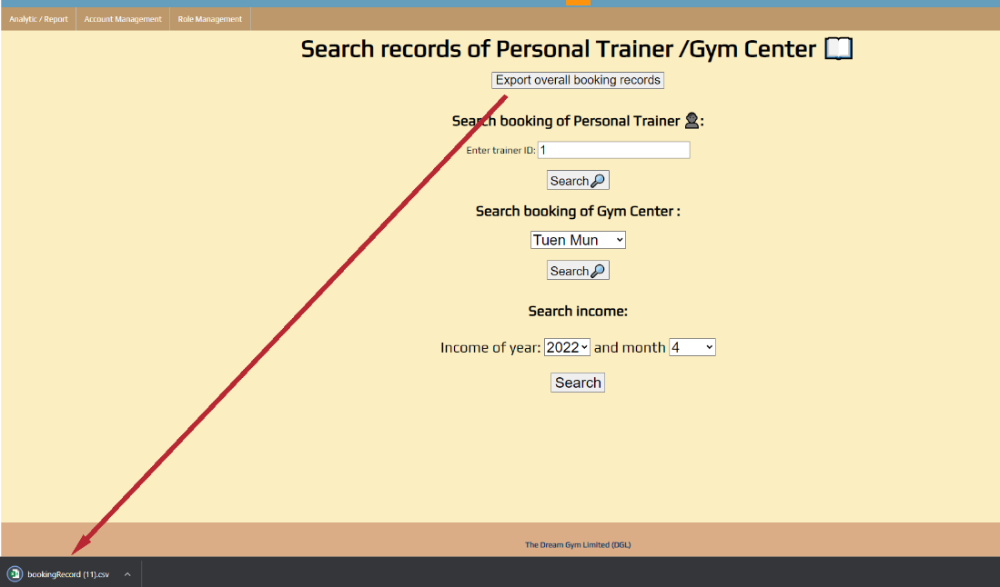 Analytic / Report Account Management Role Management
Search records of Personal Trainer /Gym Center
Export overall booking records
Search booking of Personal Trainer :
Enter trainer ID: 1
Search
Search booking of Gym Center :
Tuen Mun
Search
Search income:
Income of year: 2022 and month 4
Search
The Dream Gym Limited (DGL)
bookingRecord (11).csv